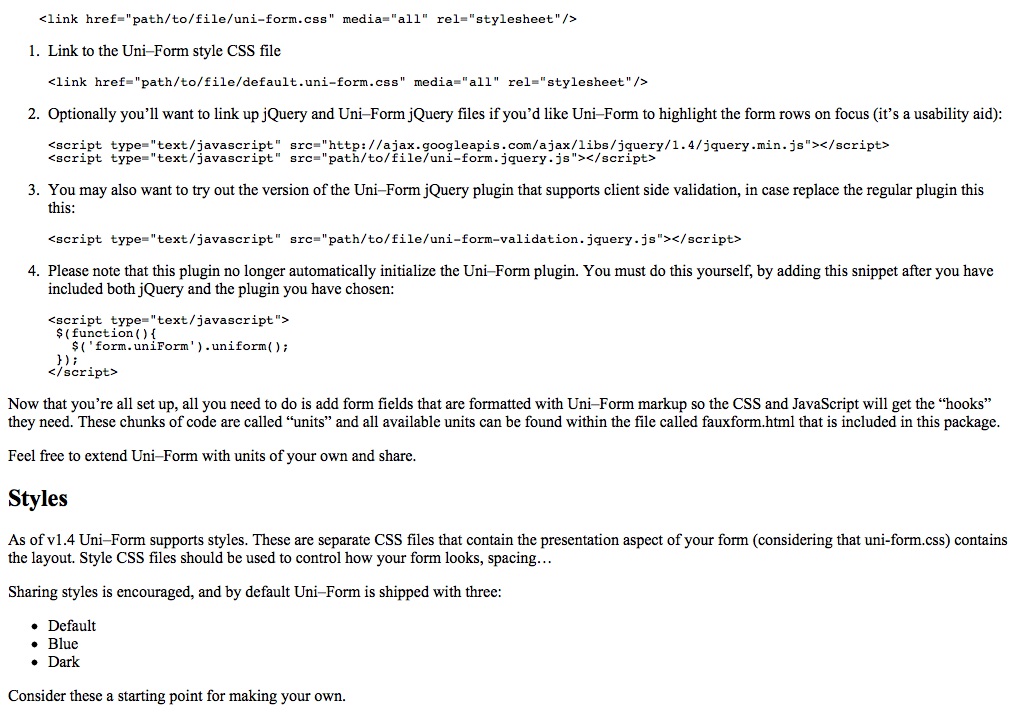 <link href="path/to/file/uni-form.css" media="all" rel="stylesheet"/>
1. Link to the Uni–Form style CSS file
<link href="path/to/file/default.uni-form.css" media="all" rel="stylesheet"/>
2. Optionally you’ll want to link up jQuery and Uni–Form jQuery files if you’d like Uni–Form to highlight the form rows on focus (it’s a usability aid):
<script type="text/javascript" src="http://ajax.googleapis.com/ajax/libs/jquery/1.4/jquery.min.js"></script>
<script type="text/javascript" src="path/to/file/uni-form.jquery.js"></script>
3. You may also want to try out the version of the Uni–Form jQuery plugin that supports client side validation, in case replace the regular plugin this
this:
<script type="text/javascript" src="path/to/file/uni-form-validation.jquery.js"></script>
4. Please note that this plugin no longer automatically initialize the Uni–Form plugin. You must do this yourself, by adding this snippet after you have
included both jQuery and the plugin you have chosen:
<script type="text/javascript">
$(function(){
$('form.uniForm').uniform();
});
</script>
Now that you’re all set up, all you need to do is add form fields that are formatted with Uni–Form markup so the CSS and JavaScript will get the “hooks”
they need. These chunks of code are called “units” and all available units can be found within the file called fauxform.html that is included in this package.
Feel free to extend Uni–Form with units of your own and share.
Styles
As of v1.4 Uni–Form supports styles. These are separate CSS files that contain the presentation aspect of your form (considering that uni-form.css) contains
the layout. Style CSS files should be used to control how your form looks, spacing…
Sharing styles is encouraged, and by default Uni–Form is shipped with three:
• Default
• Blue
• Dark
Consider these a starting point for making your own.